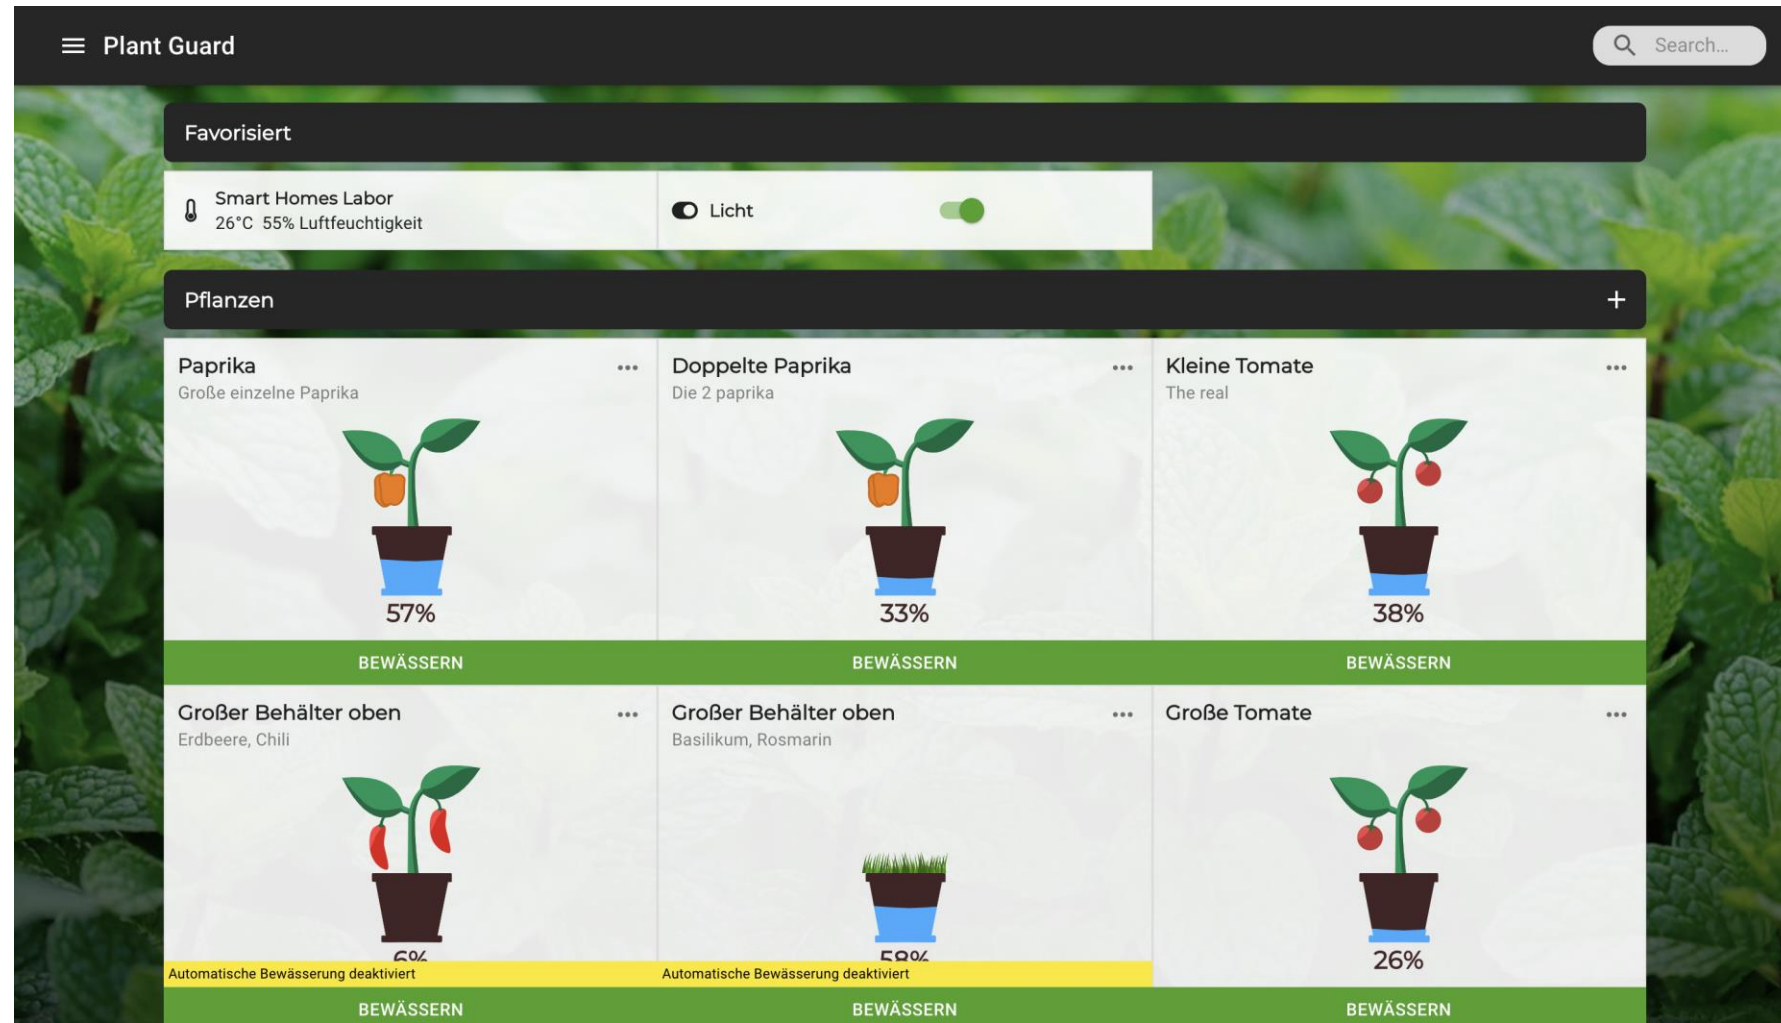 Plant Guard
Search...
Favorisiert
Smart Homes Labor
26°C 55% Luftfeuchtigkeit
Licht
Pflanzen
Paprika
Große einzelne Paprika
57%
BEWÄSSERN
Doppelte Paprika
Die 2 paprika
33%
BEWÄSSERN
Kleine Tomate
The real
38%
BEWÄSSERN
Großer Behälter oben
Erdbeere, Chili
6%
Automatische Bewässerung deaktiviert
BEWÄSSERN
Großer Behälter oben
Basilikum, Rosmarin
58%
Automatische Bewässerung deaktiviert
BEWÄSSERN
Große Tomate
26%
BEWÄSSERN